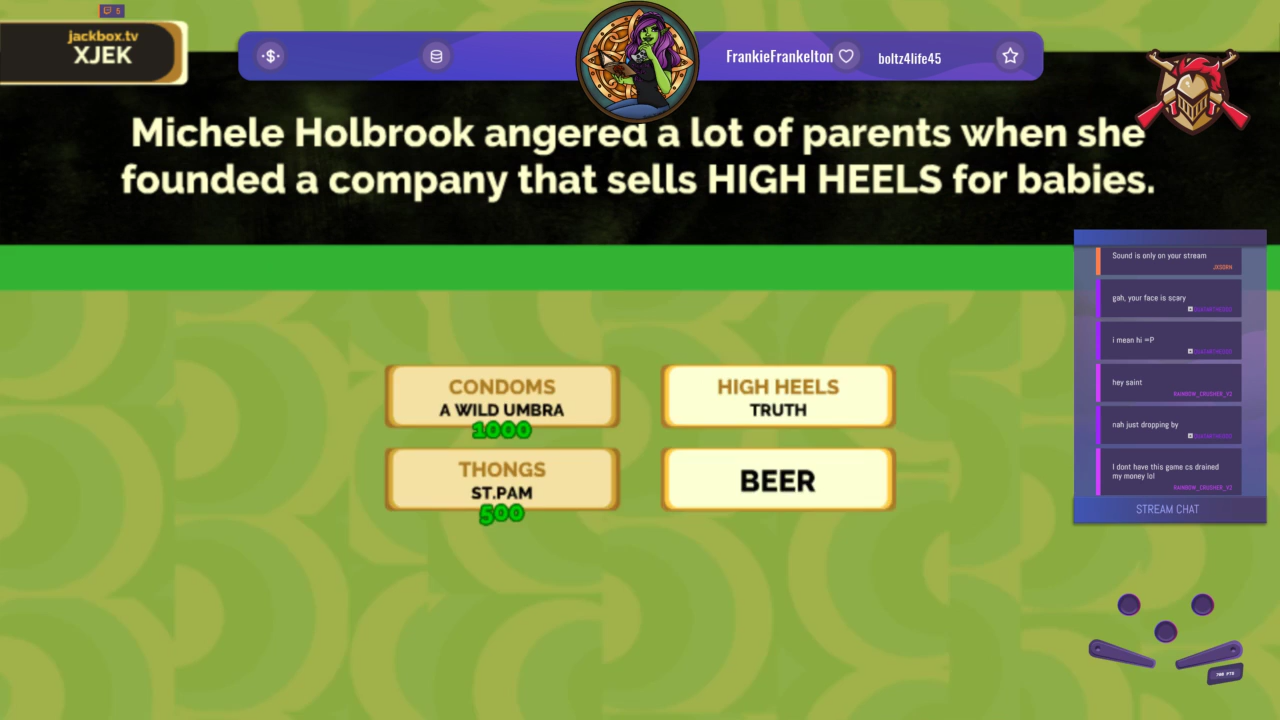 5
jackbox.tv
XJEK
FrankieFrankelton
boltz4life45
Michele Holbrook angered a lot of parents when she
founded a company that sells HIGH HEELS for babies.
CONDOMS
A WILD UMBRA
1000
HIGH HEELS
TRUTH
THONGS
ST.PAM
500
BEER
Sound is only on your stream
gah, your face is scary
i mean hi =P
hey saint
RAINBOW_CRUSHER_V2
nah just dropping by
I dont have this game cs drained
my money lol
RAINBOW_CRUSHER_V2
STREAM CHAT